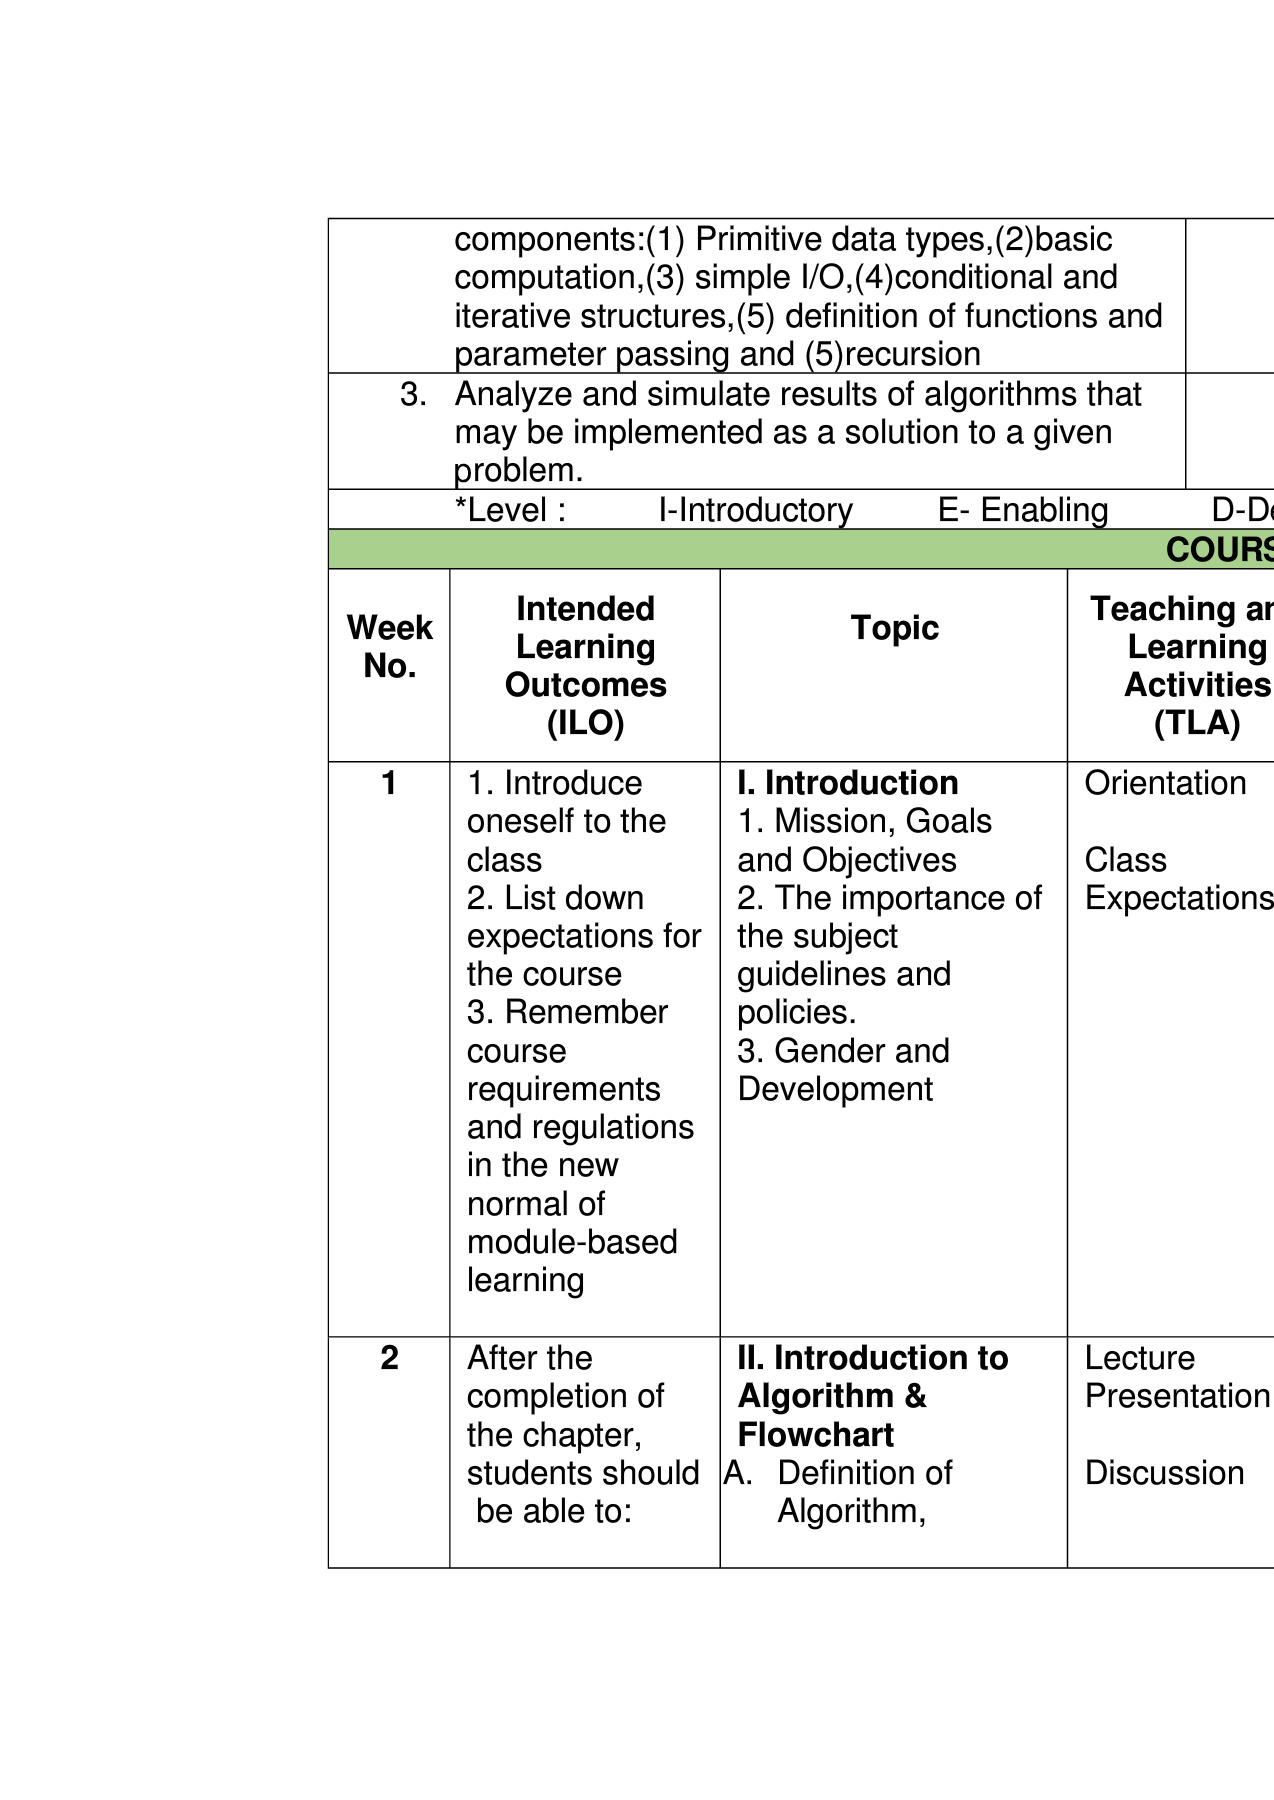 components:(1) Primitive data types,(2)basic
computation,(3) simple I/O,(4)conditional and
iterative structures,(5) definition of functions and
parameter passing and (5)recursion
3. Analyze and simulate results of algorithms that
may be implemented as a solution to a given
problem.
*Level : I-Introductory E- Enabling D-De
COURS
Week
No.
Intended
Learning
Outcomes
(ILO)
Topic
Teaching an
Learning
Activities
(TLA)
1
1. Introduce
oneself to the
class
2. List down
expectations for
the course
3. Remember
course
requirements
and regulations
in the new
normal of
module-based
learning
I. Introduction
1. Mission, Goals
and Objectives
2. The importance of
the subject
guidelines and
policies.
3. Gender and
Development
Orientation
Class
Expectations
2
After the
completion of
the chapter,
students should
be able to:
II. Introduction to
Algorithm &
Flowchart
A. Definition of
Algorithm,
Lecture
Presentation
Discussion